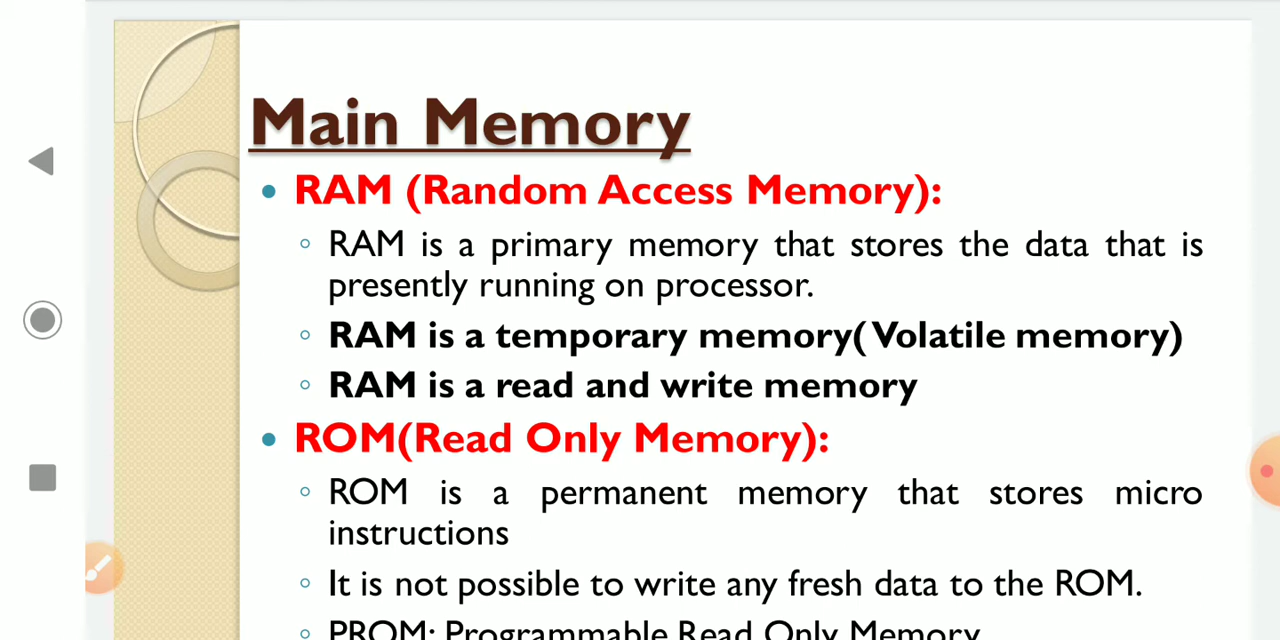 Main Memory
RAM (Random Access Memory):
RAM is a primary memory that stores the data that is
presently running on processor.
RAM is a temporary memory( Volatile memory)
RAM is a read and write memory
ROM(Read Only Memory):
ROM is a permanent memory that stores micro
instructions
It is not possible to write any fresh data to the ROM.
PROM: Programmable Read Only Memory